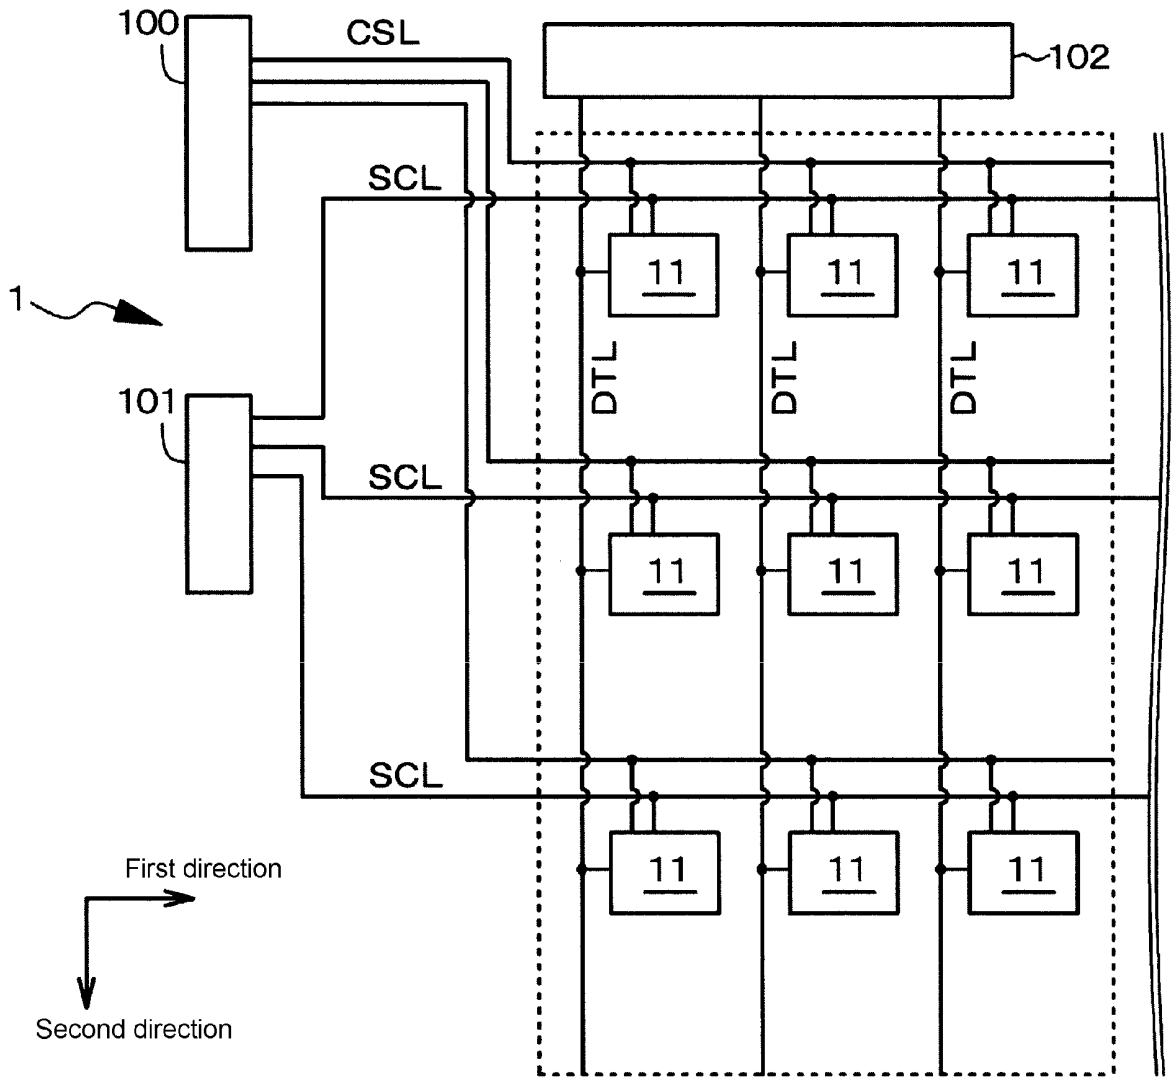 100
CSL
102
SCL
11 11 11
1
DTL DTL DTL
101
SCL
11 11 11
SCL
11 11 11
First direction
Second direction